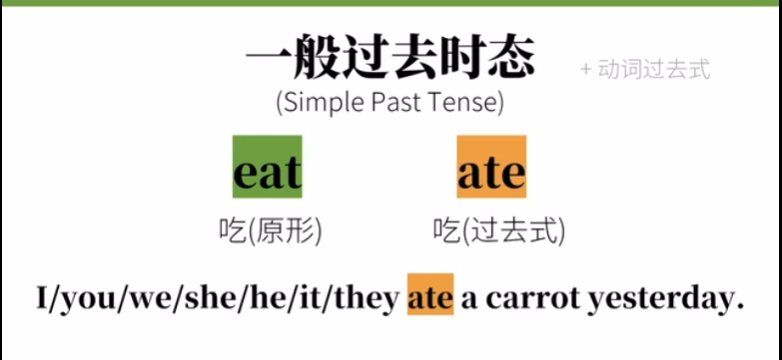 一般过去时态 + 动词过去式
(Simple Past Tense)
eat ate
吃(原形) 吃(过去式)
I/you/we/she/he/it/they ate a carrot yesterday.